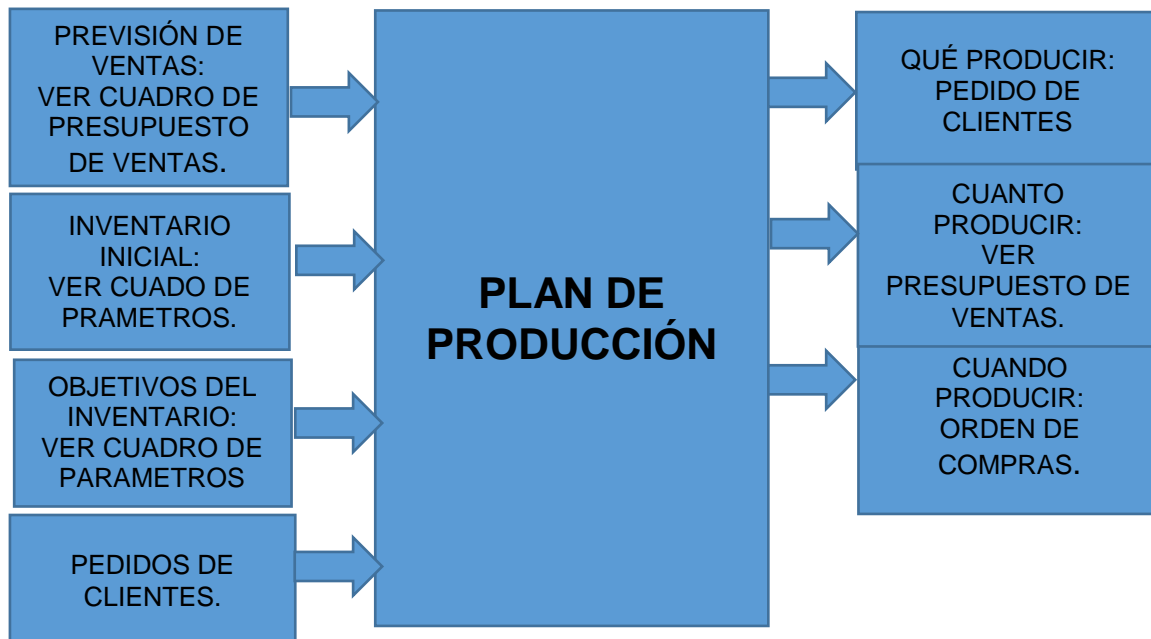 PREVISIÓN DE
VENTAS:
VER CUADRO DE
PRESUPUESTO
DE VENTAS.
INVENTARIO
INICIAL:
VER CUADO DE
PRAMETROS.
OBJETIVOS DEL
INVENTARIO:
VER CUADRO DE
PARAMETROS
PEDIDOS DE
CLIENTES.
PLAN DE
PRODUCCIÓN
QUÉ PRODUCIR:
PEDIDO DE
CLIENTES
CUANTO
PRODUCIR:
VER
PRESUPUESTO DE
VENTAS.
CUANDO
PRODUCIR:
ORDEN DE
COMPRAS.